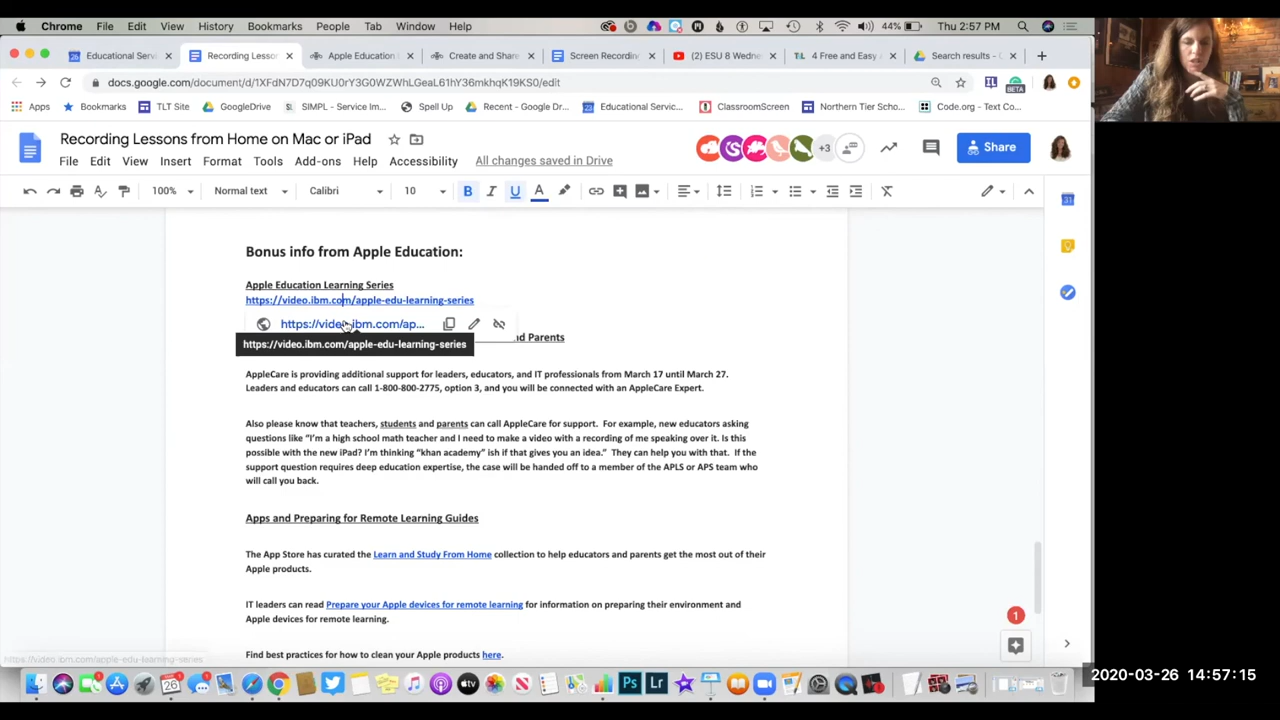 Chrome File Edit View History Bookmarks People Tab Window Help 44% Thu 2:57 PM
Educational Serv Recording Lesson Apple Education Create and Share Screen Recordin (2) ESU 8 Wedne 4 Free and Easy Search results - G
docs.google.com/document/d/1XFdN7D7q09KU0rY3G0WZWhLGeaL61hY36mkhqK19KS0/edit
BETA
Apps Bookmarks TLT Site GoogleDrive SIMPL - Service Im... Spell Up Recent - Google Dr... Educational Servic... ClassroomScreen Northern Tier Scho... Code.org - Text Co...
Recording Lessons from Home on Mac or iPad
+3 Share
File Edit View Insert Format Tools Add-ons Help Accessibility All changes saved in Drive
100% Normal text Calibri 10 B I U A
Bonus info from Apple Education:
Apple Education Learning Series
https://video.ibm.com/apple-edu-learning-series
https://video.ibm.com/ap...
nd Parents
https://video.ibm.com/apple-edu-learning-series
AppleCare is providing additional support for leaders, educators, and IT professionals from March 17 until March 27.
Leaders and educators can call 1-800-800-2775, option 3, and you will be connected with an AppleCare Expert.
Also please know that teachers, students and parents can call AppleCare for support. For example, new educators asking
questions like “I’m a high school math teacher and I need to make a video with a recording of me speaking over it. Is this
possible with the new iPad? I’m thinking “khan academy” ish if that gives you an idea.” They can help you with that. If the
support question requires deep education expertise, the case will be handed off to a member of the APLS or APS team who
will call you back.
Apps and Preparing for Remote Learning Guides
The App Store has curated the Learn and Study From Home collection to help educators and parents get the most out of their
Apple products.
IT leaders can read Prepare your Apple devices for remote learning for information on preparing their environment and
Apple devices for remote learning.
1
Find best practices for how to clean your Apple products here.
https://video.ibm.com/apple-edu-learning-series
2020-03-26 14:57:15